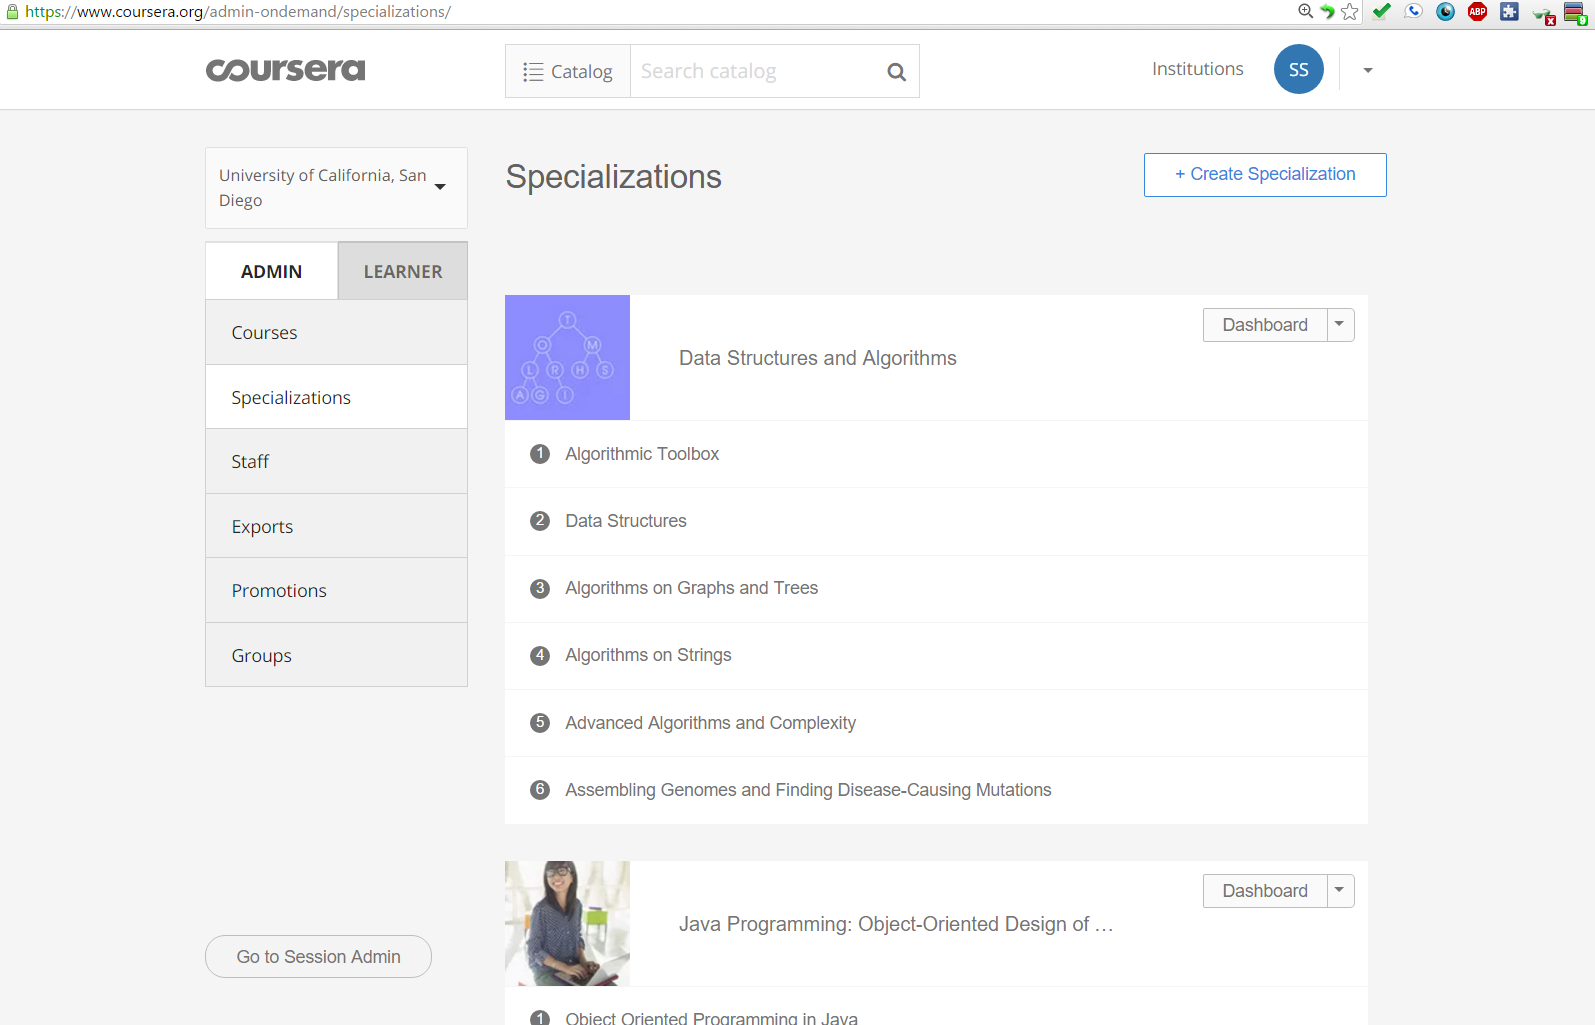 https://www.coursera.org/admin-ondemand/specializations/
ABP
coursera
Catalog
Search catalog
Institutions
SS
University of California, San
Diego
Specializations
+ Create Specialization
ADMIN
LEARNER
Courses
Specializations
Staff
Exports
Promotions
Groups
Go to Session Admin
T
O M
L R H S
A G I
Data Structures and Algorithms
Dashboard
1 Algorithmic Toolbox
2 Data Structures
3 Algorithms on Graphs and Trees
4 Algorithms on Strings
5 Advanced Algorithms and Complexity
6 Assembling Genomes and Finding Disease-Causing Mutations
Java Programming: Object-Oriented Design of …
Dashboard
1 Object Oriented Programming in Java